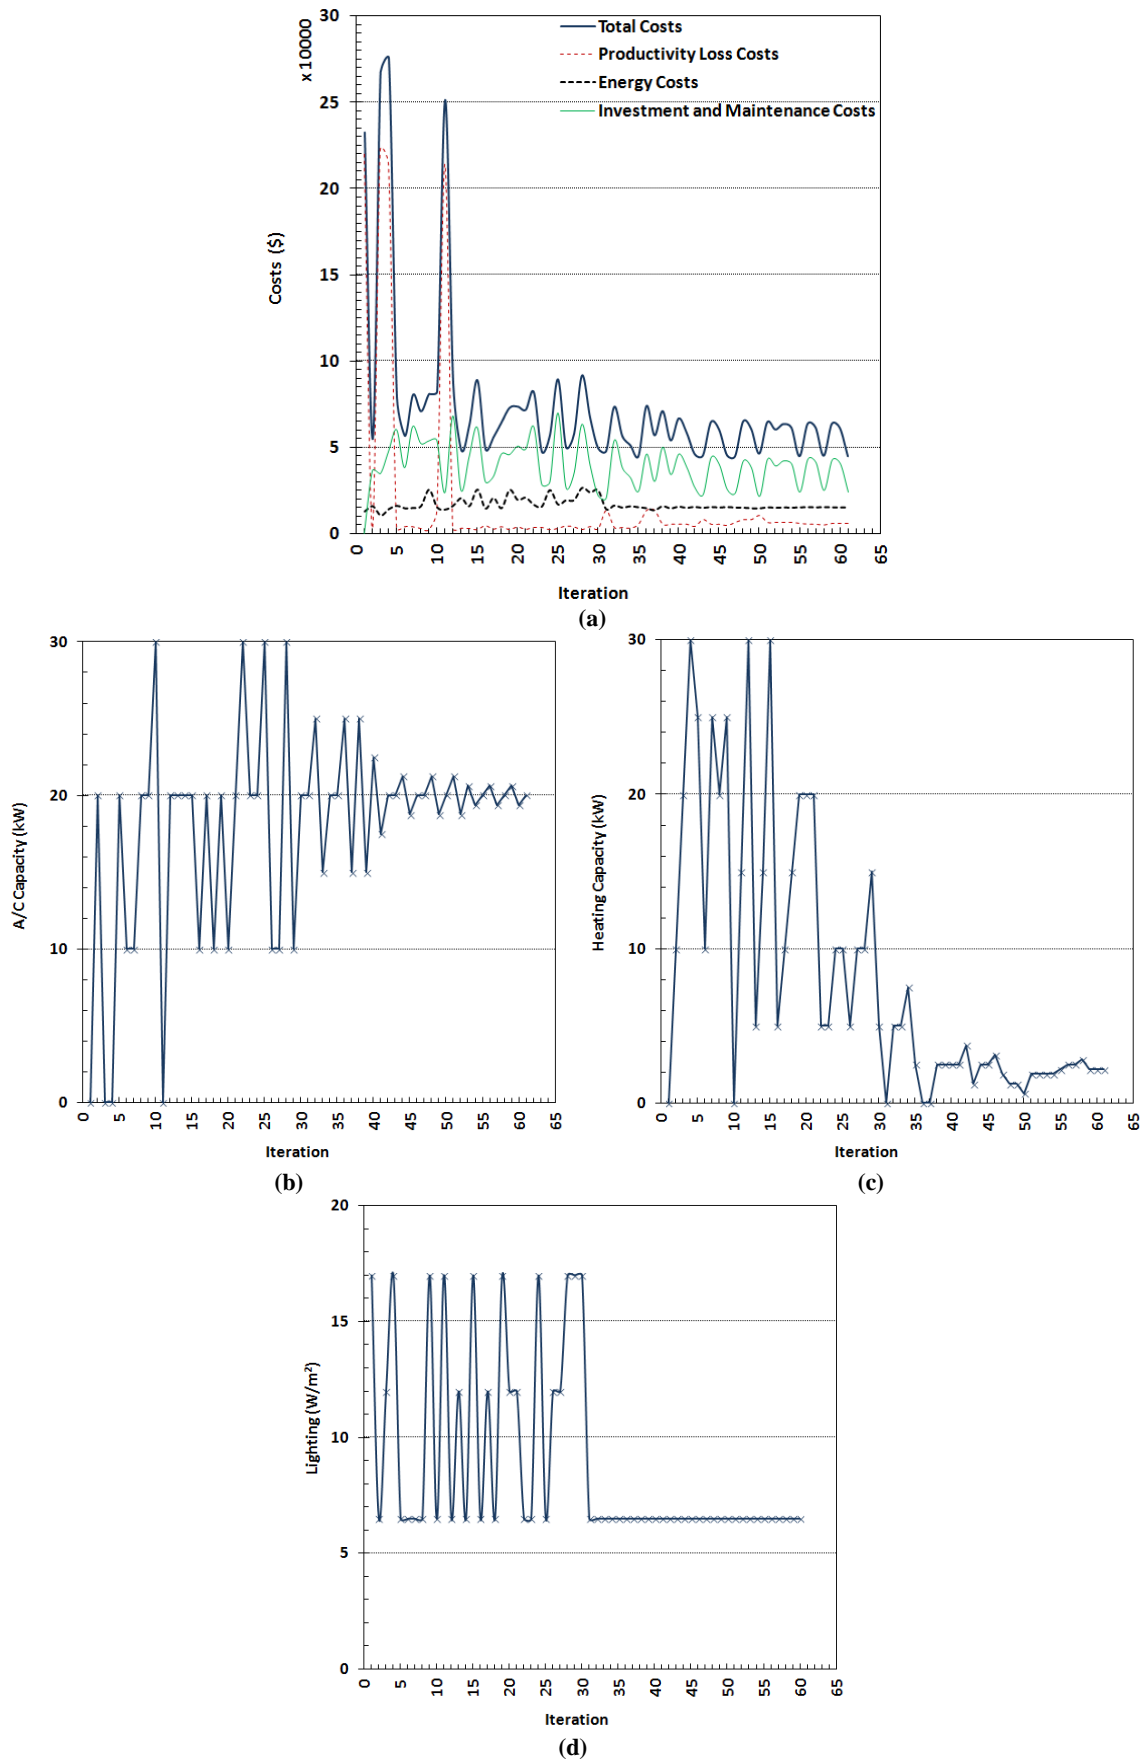 x 10000
Costs ($)
30
25
20
15
10
5
0
Total Costs
Productivity Loss Costs
Energy Costs
Investment and Maintenance Costs
0 5 10 15 20 25 30 35 40 45 50 55 60 65
Iteration
(a)
A/C Capacity (kW)
30
20
10
0
0 5 10 15 20 25 30 35 40 45 50 55 60 65
Iteration
(b)
Heating Capacity (kW)
30
20
10
0
0 5 10 15 20 25 30 35 40 45 50 55 60 65
Iteration
(c)
Lighting (W/m²)
20
15
10
5
0
0 5 10 15 20 25 30 35 40 45 50 55 60 65
Iteration
(d)